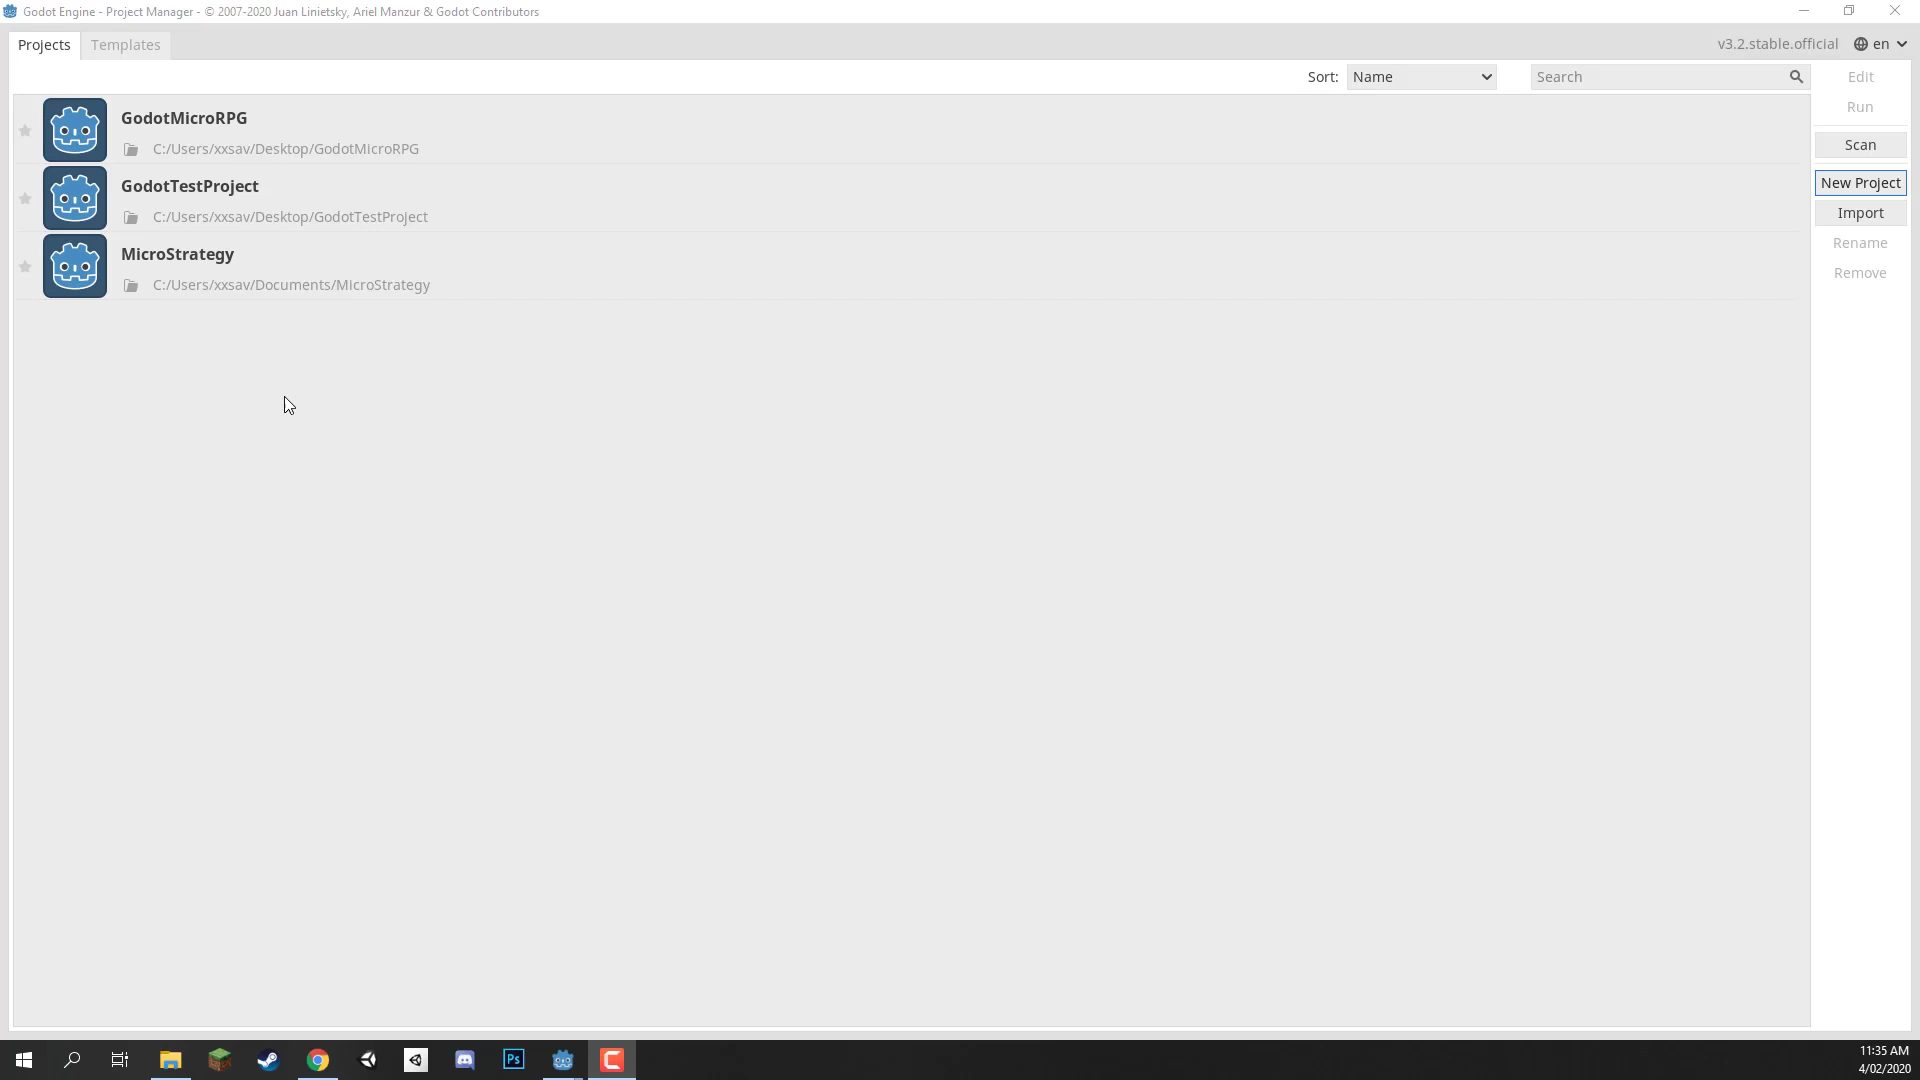 Godot Engine - Project Manager - © 2007-2020 Juan Linietsky, Ariel Manzur & Godot Contributors
Projects
Templates
v3.2.stable.official
en
Sort:
Name
Search
Edit
Run
Scan
New Project
Import
Rename
Remove
GodotMicroRPG
C:/Users/xxsav/Desktop/GodotMicroRPG
GodotTestProject
C:/Users/xxsav/Desktop/GodotTestProject
MicroStrategy
C:/Users/xxsav/Documents/MicroStrategy
Ps
11:35 AM
4/02/2020